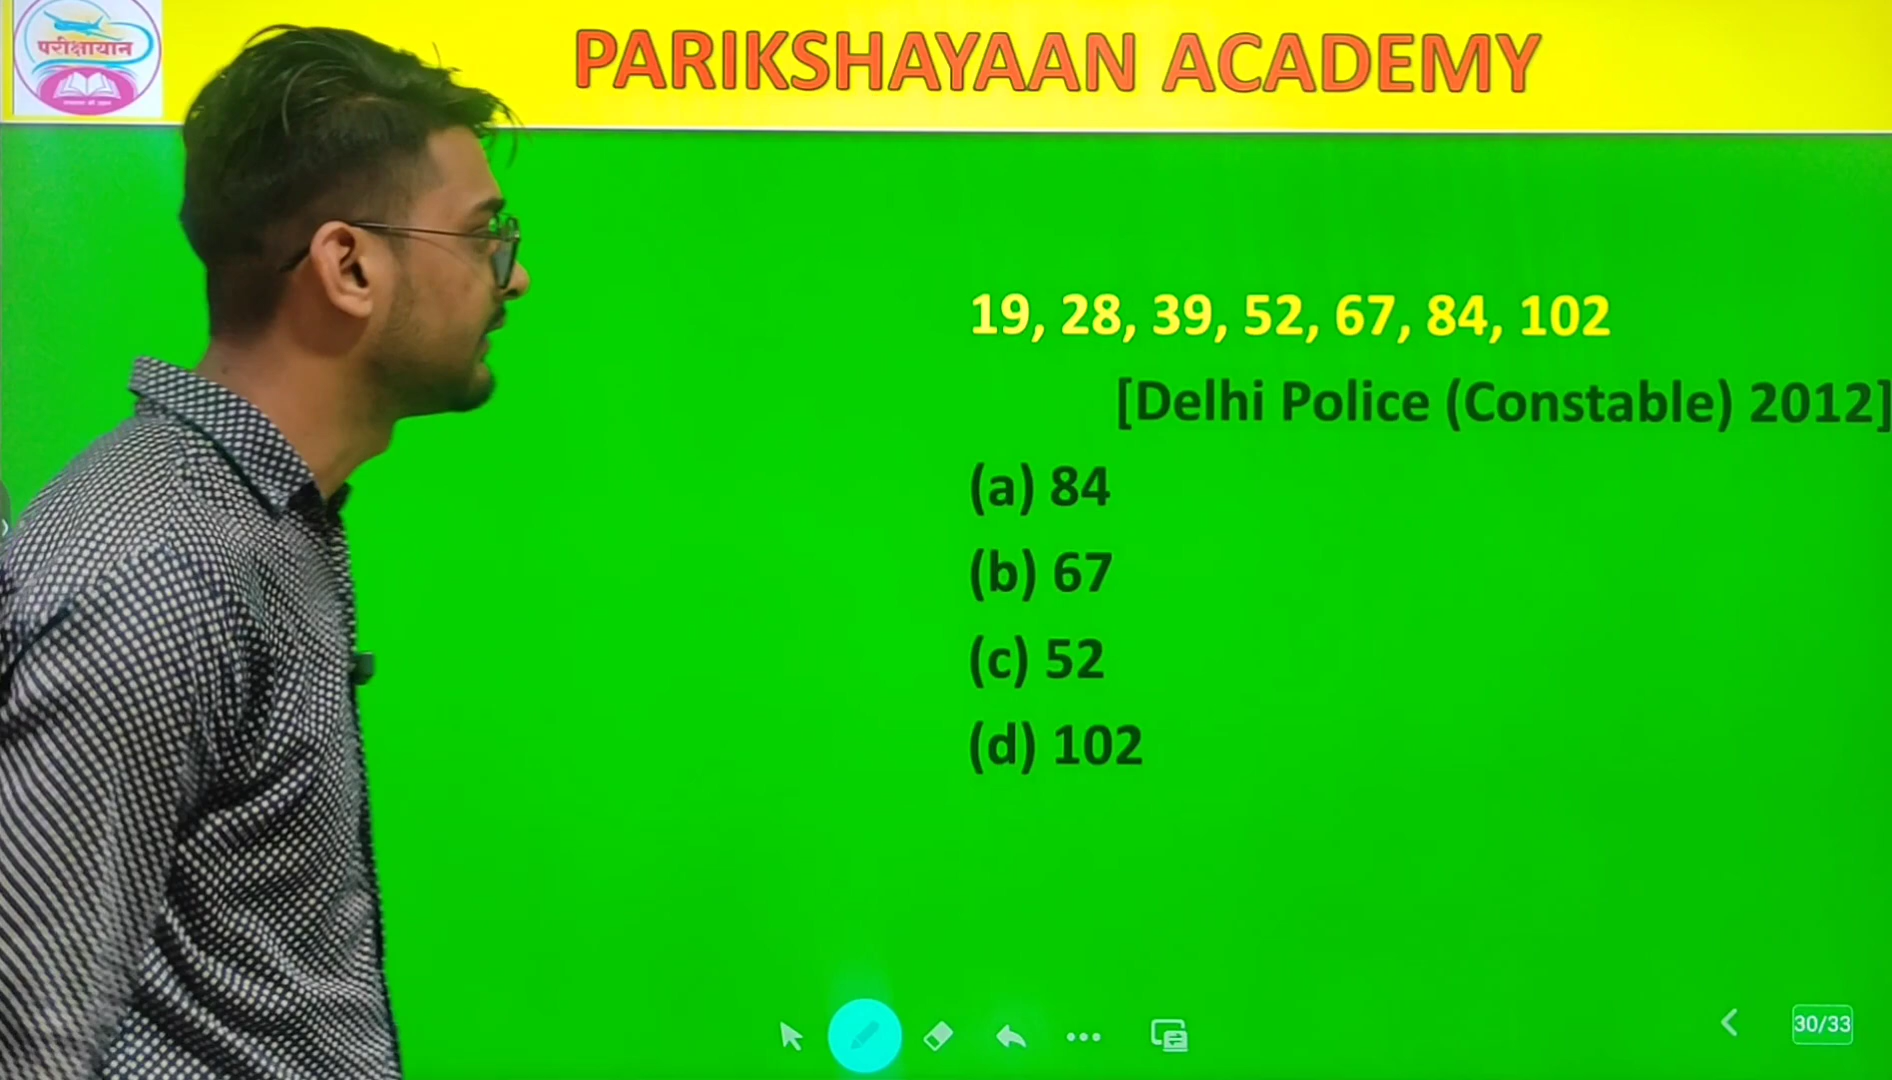 परीक्षायान
PARIKSHAYAAN ACADEMY
19, 28, 39, 52, 67, 84, 102
[Delhi Police (Constable) 2012]
(a) 84
(b) 67
(c) 52
(d) 102
30/33